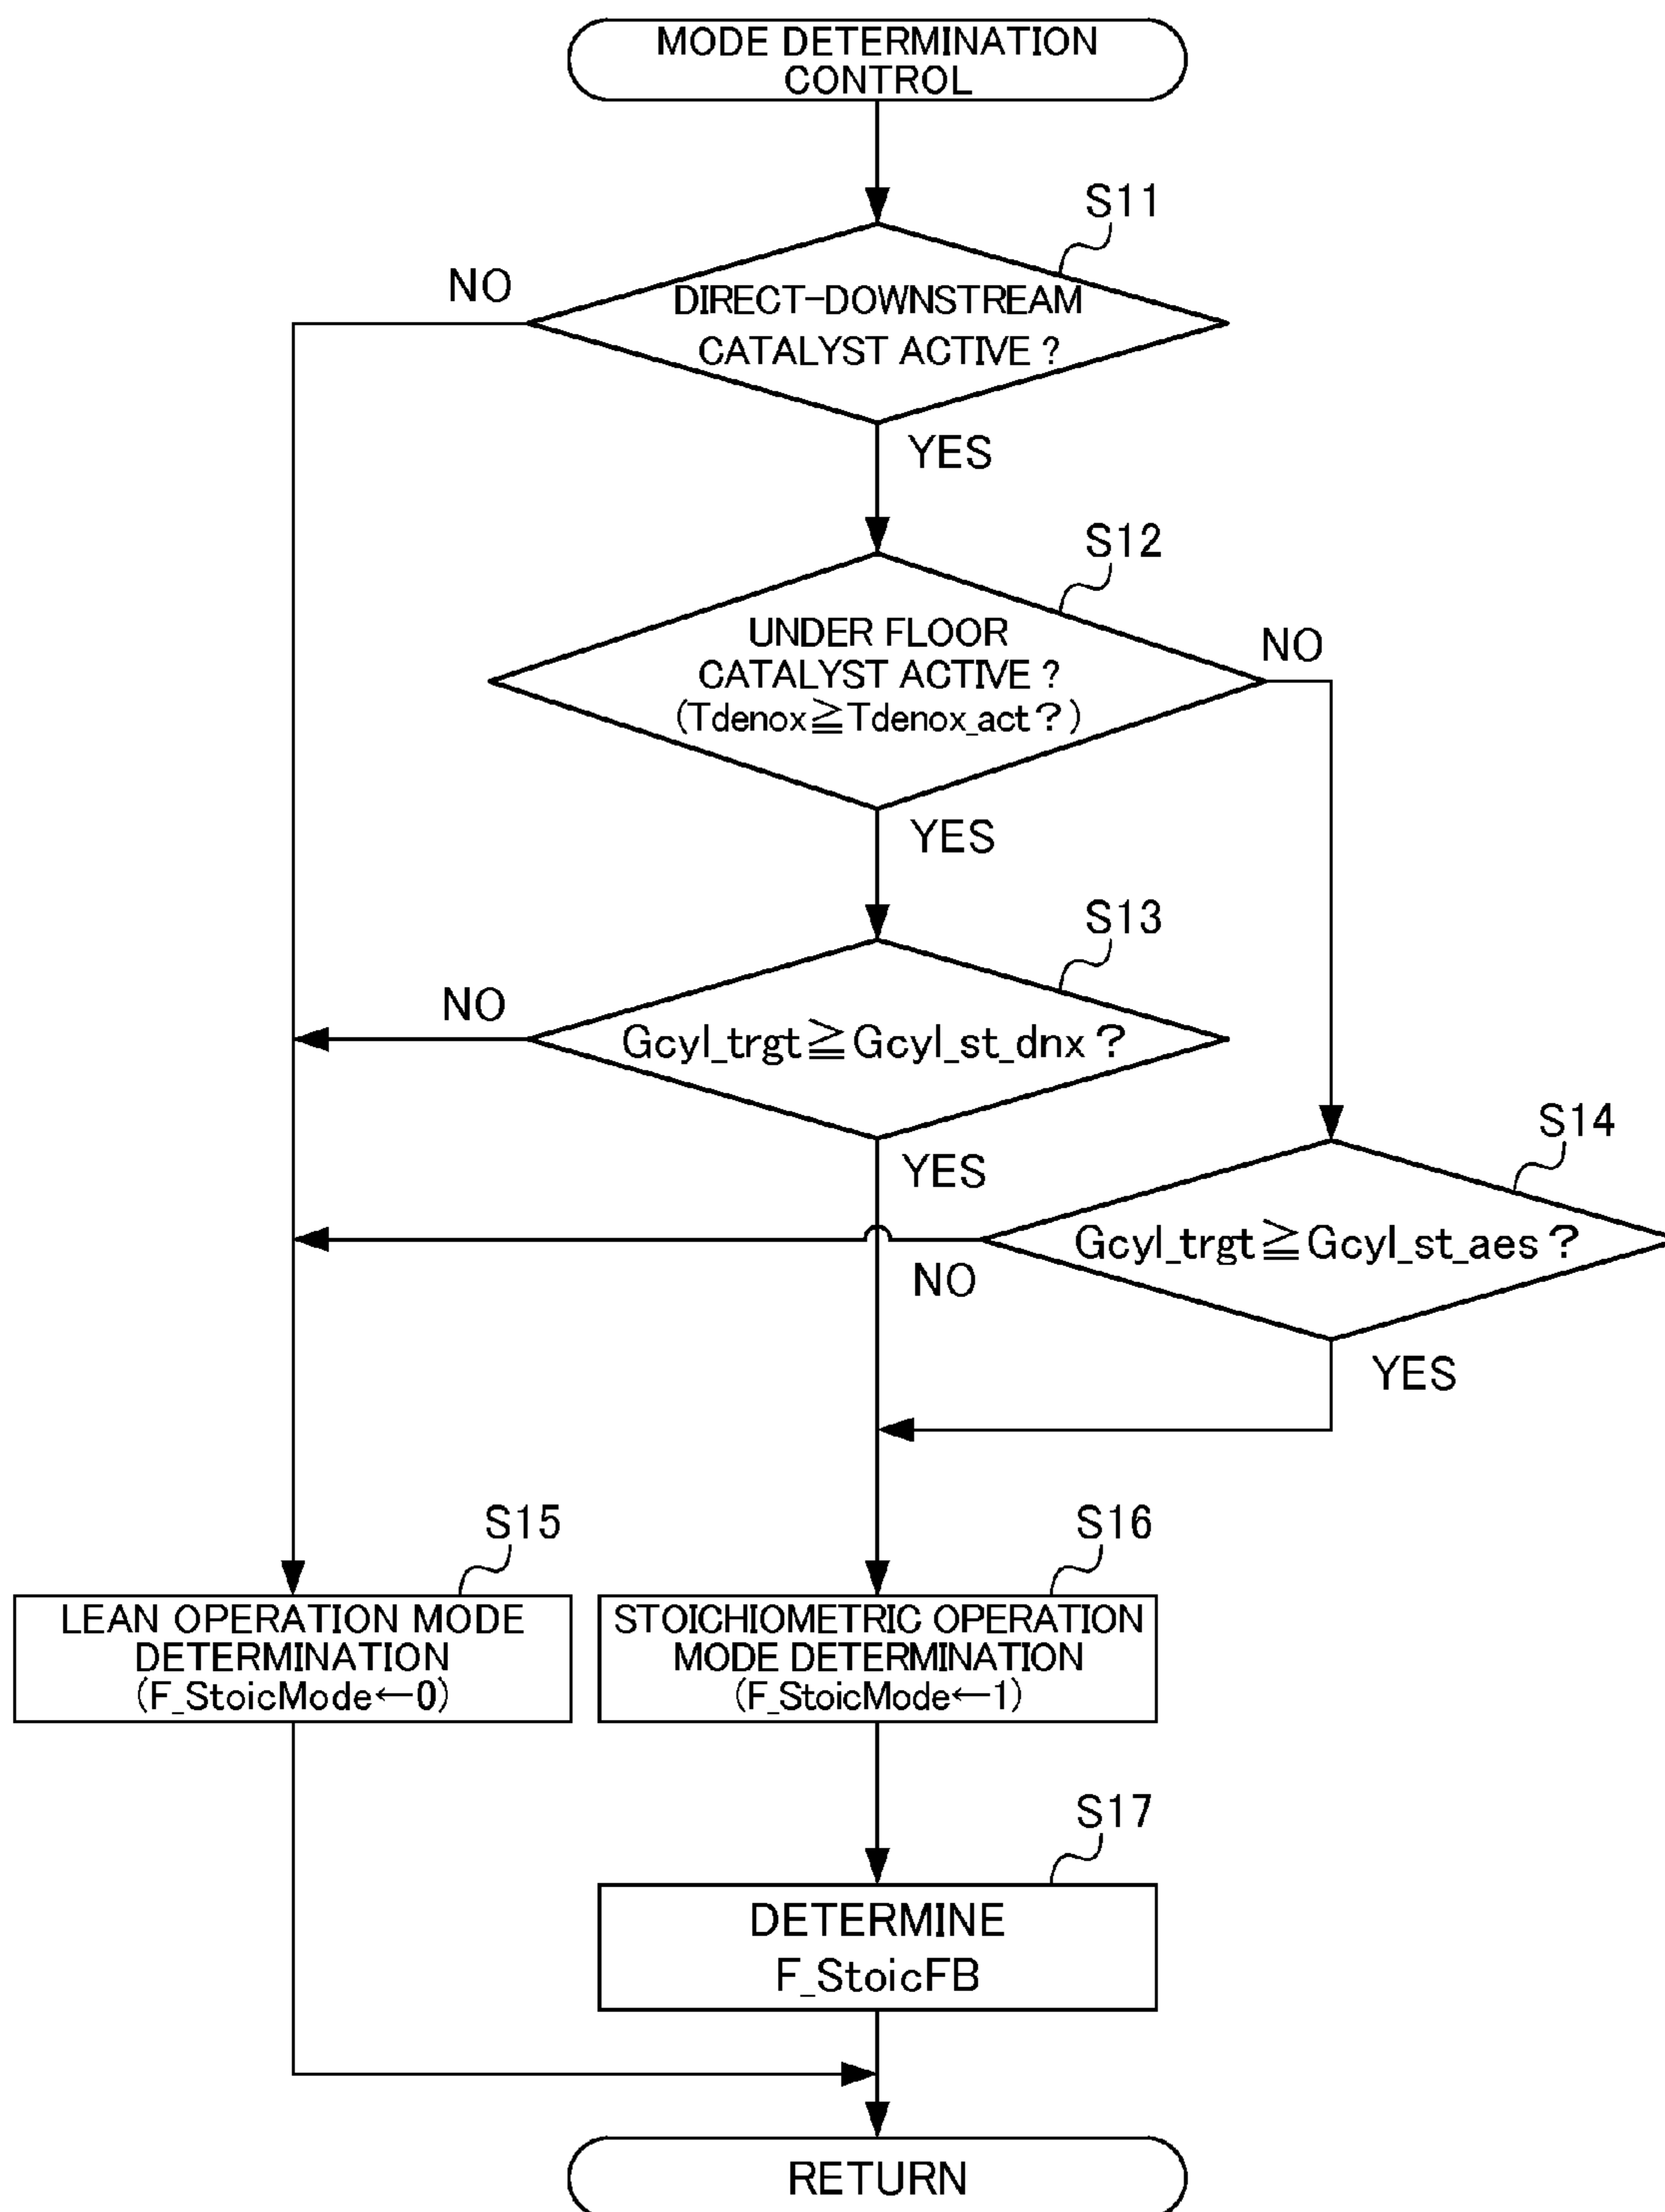 MODE DETERMINATION
CONTROL
S11
NO
DIRECT-DOWNSTREAM
CATALYST ACTIVE ?
YES
S12
UNDER FLOOR
CATALYST ACTIVE ?
(Tdenox≧Tdenox_act?)
NO
YES
S13
NO
Gcyl_trgt≧Gcyl_st_dnx ?
YES
S14
Gcyl_trgt≧Gcyl_st_aes ?
NO
YES
S15
LEAN OPERATION MODE
DETERMINATION
(F_StoicMode←0)
S16
STOICHIOMETRIC OPERATION
MODE DETERMINATION
(F_StoicMode←1)
S17
DETERMINE
F_StoicFB
RETURN